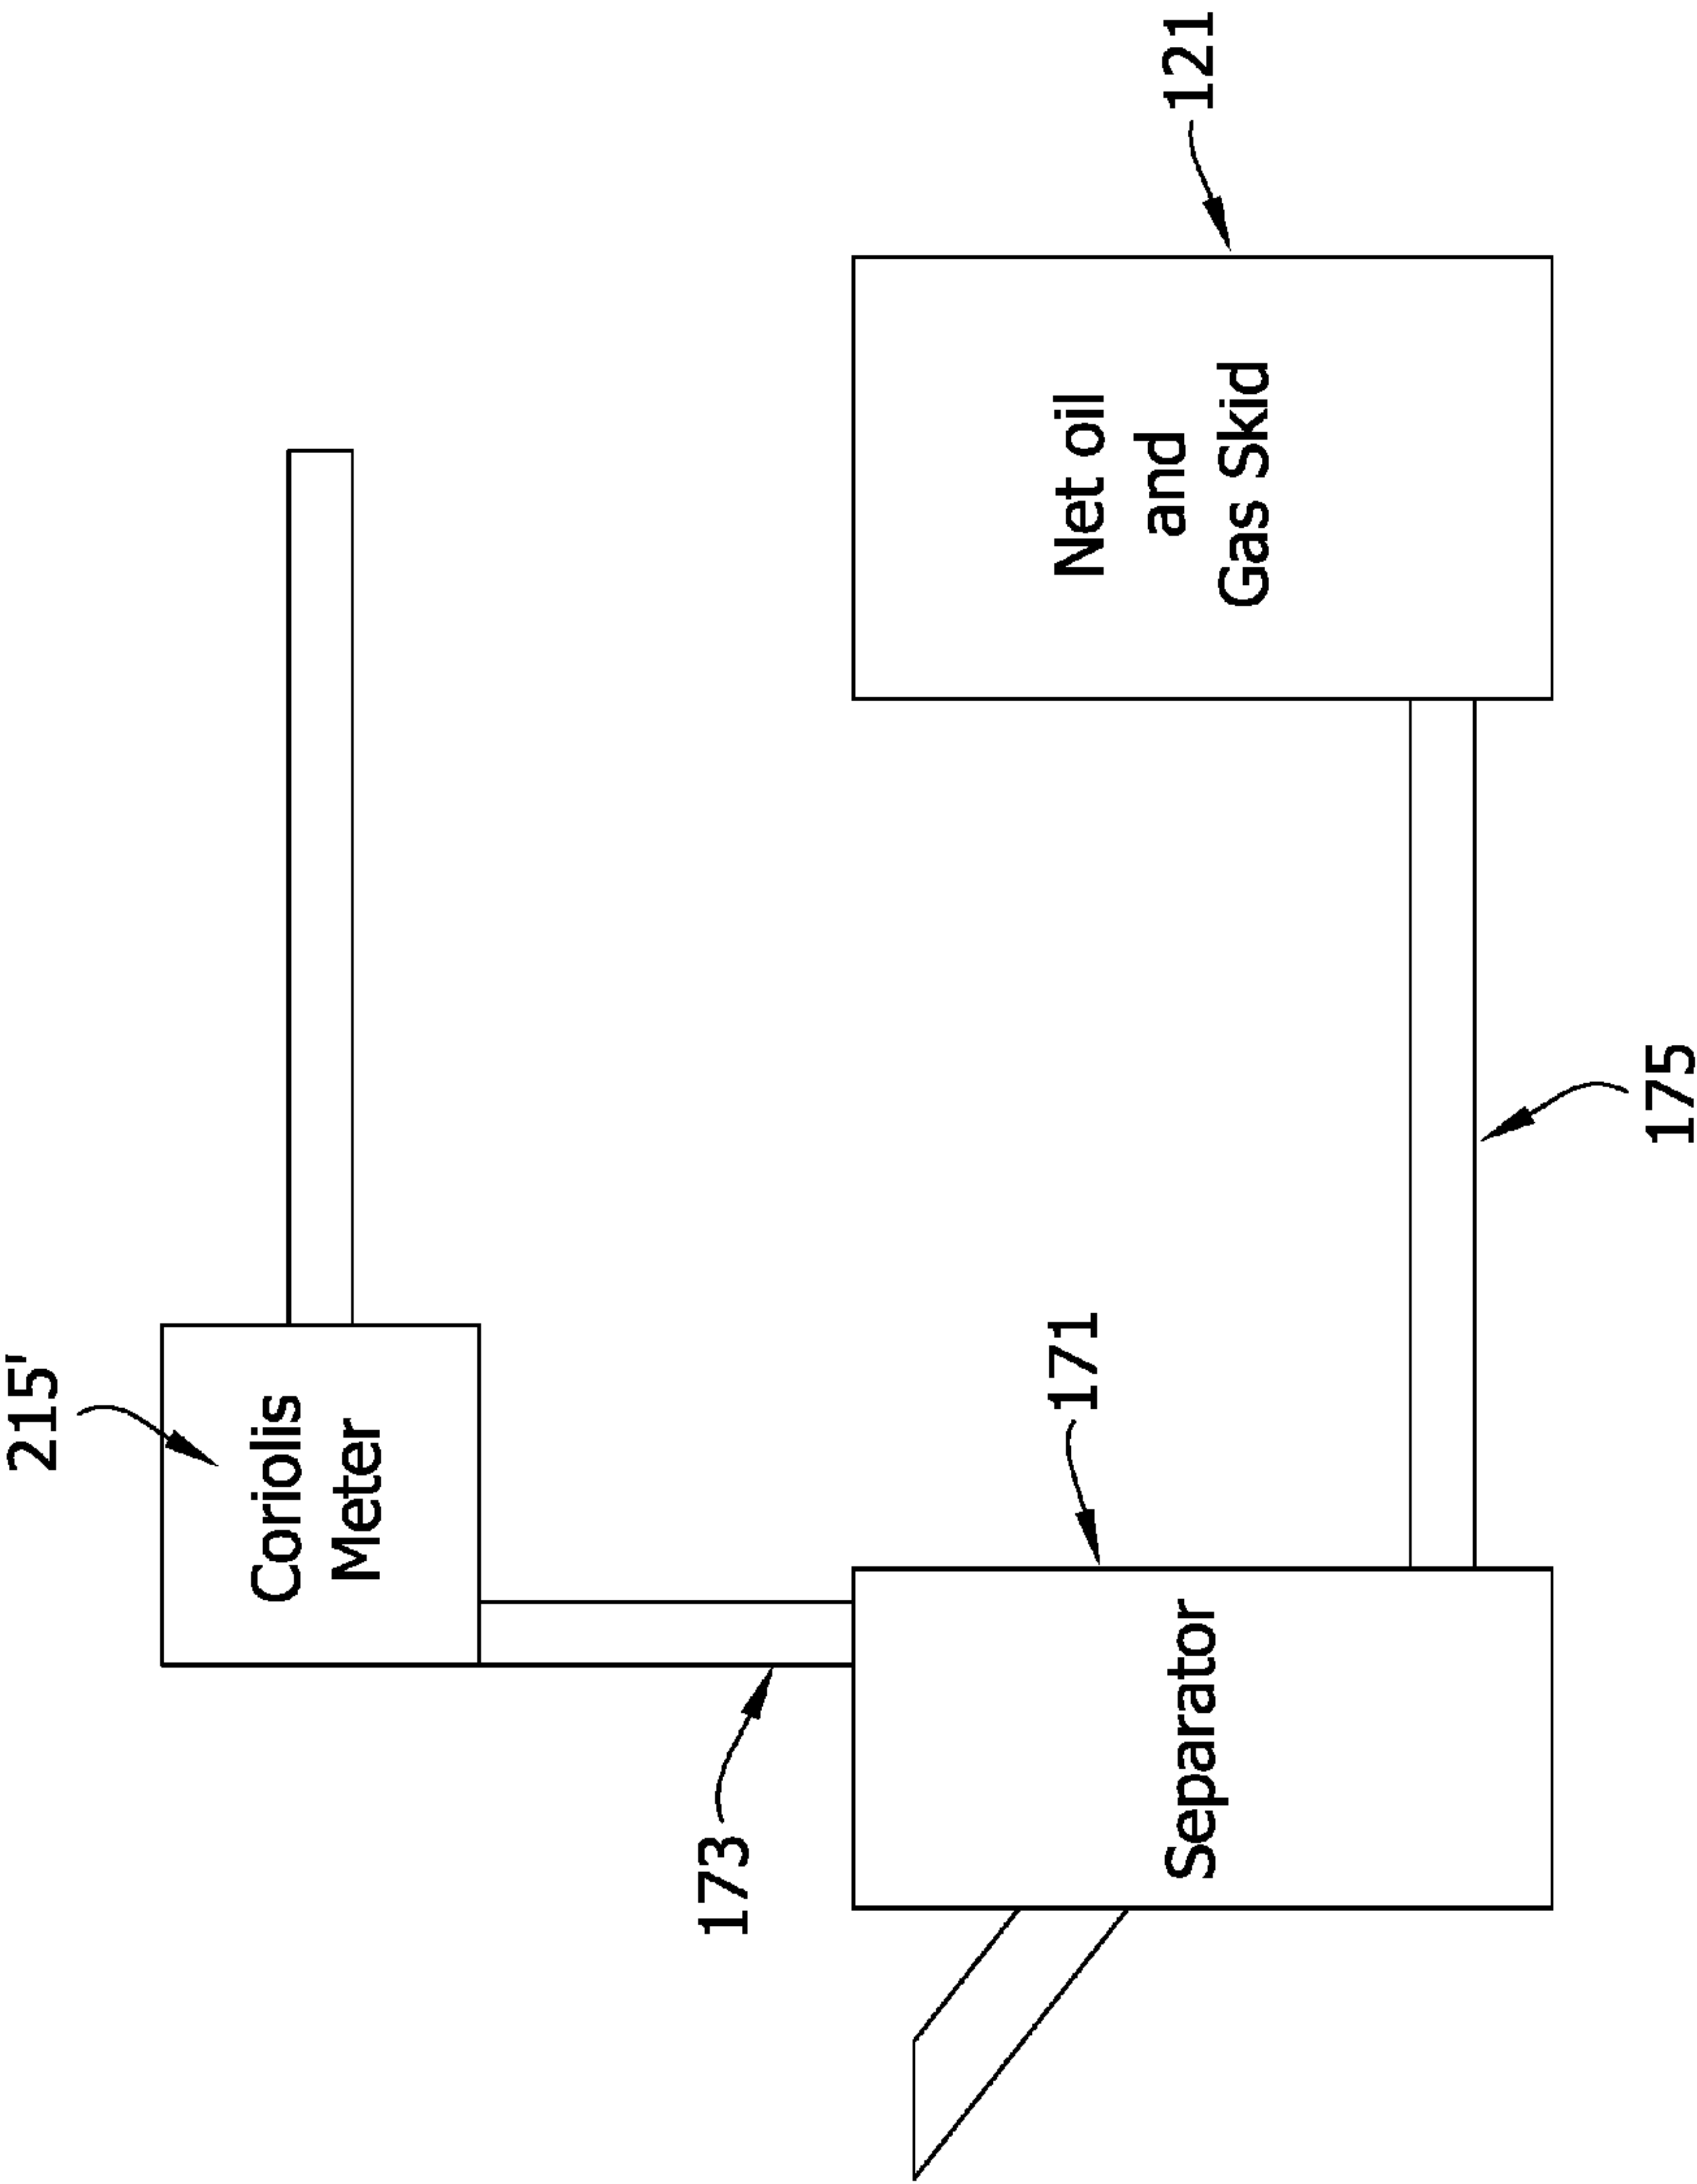 215'
Coriolis
Meter
173
171
Separator
175
Net oil
and
Gas Skid
121